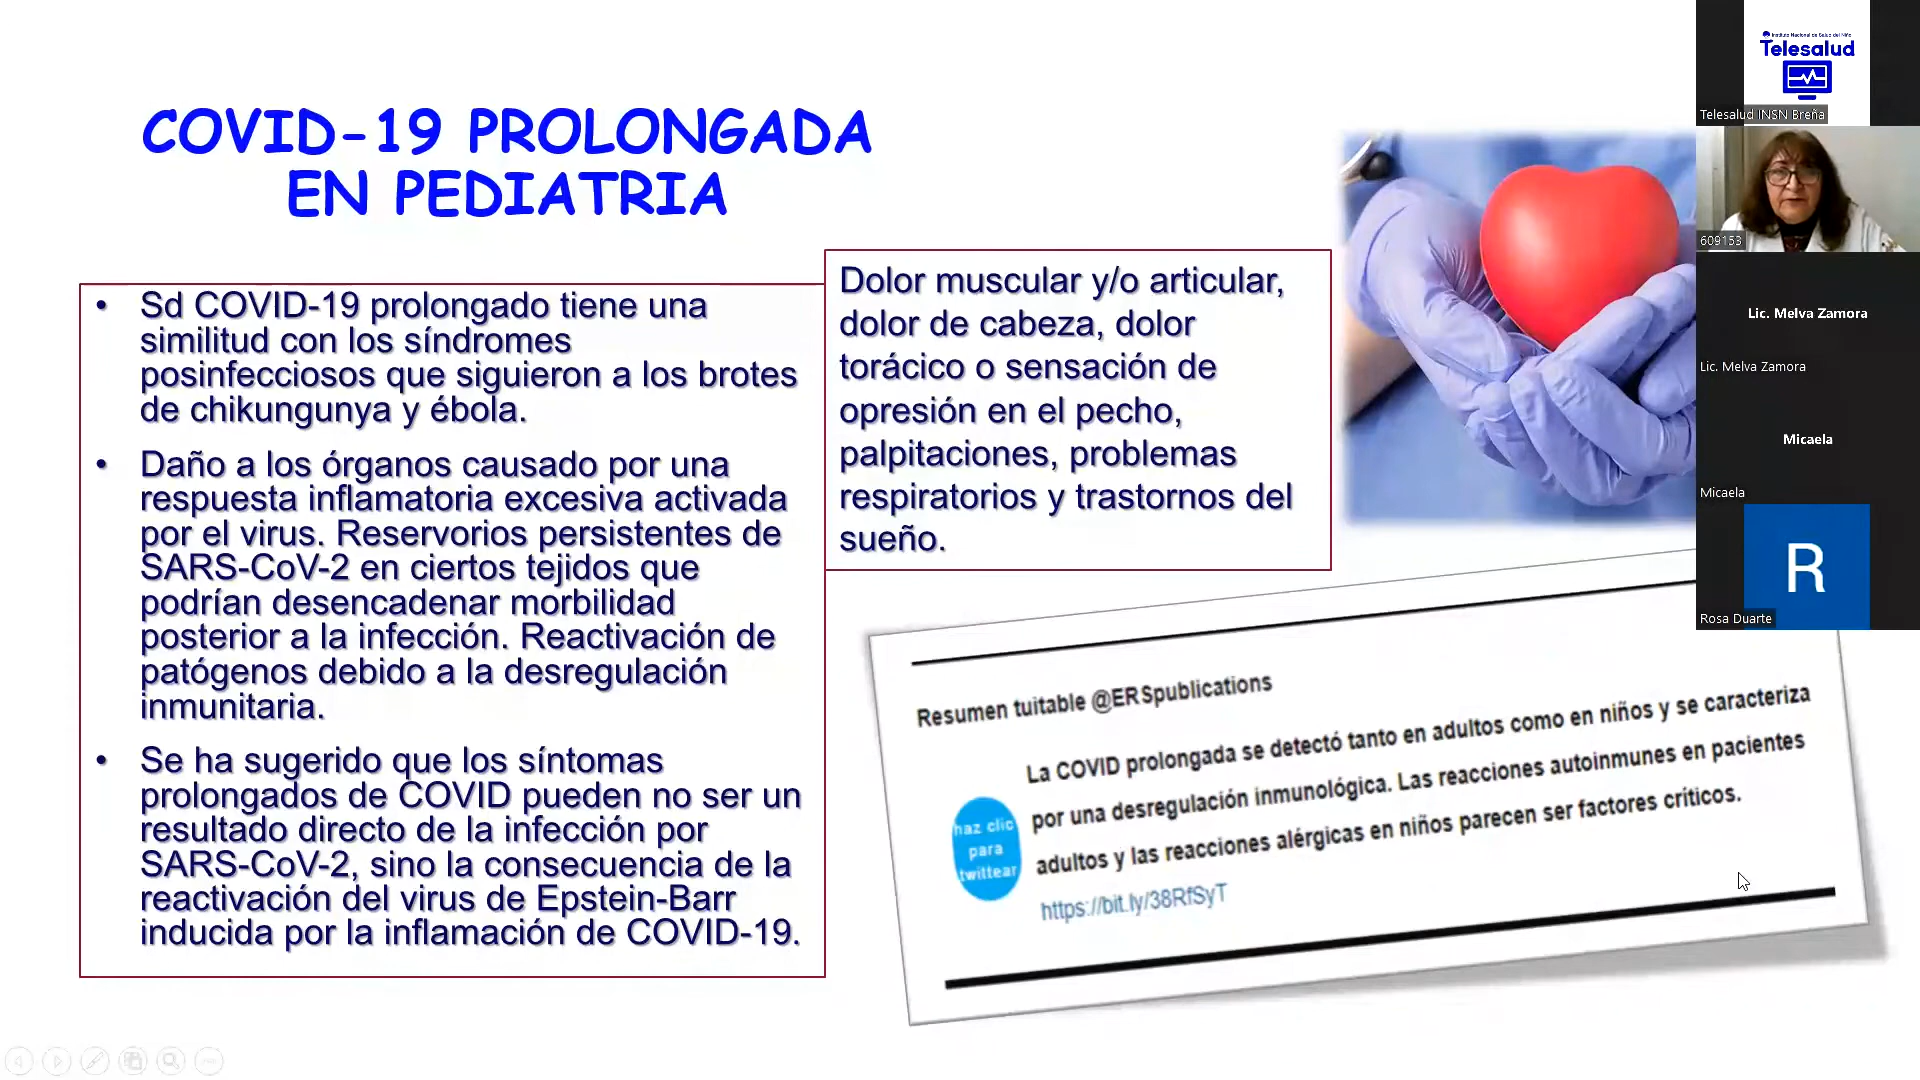 COVID-19 PROLONGADA
EN PEDIATRIA
• Sd COVID-19 prolongado tiene una
similitud con los síndromes
posinfecciosos que siguieron a los brotes
de chikungunya y ébola.
• Daño a los órganos causado por una
respuesta inflamatoria excesiva activada
por el virus. Reservorios persistentes de
SARS-CoV-2 en ciertos tejidos que
podrían desencadenar morbilidad
posterior a la infección. Reactivación de
patógenos debido a la desregulación
inmunitaria.
• Se ha sugerido que los síntomas
prolongados de COVID pueden no ser un
resultado directo de la infección por
SARS-CoV-2, sino la consecuencia de la
reactivación del virus de Epstein-Barr
inducida por la inflamación de COVID-19.
Dolor muscular y/o articular,
dolor de cabeza, dolor
torácico o sensación de
opresión en el pecho,
palpitaciones, problemas
respiratorios y trastornos del
sueño.
Resumen tuitable @ERSpublications
La COVID prolongada se detectó tanto en adultos como en niños y se caracteriza
por una desregulación inmunológica. Las reacciones autoinmunes en pacientes
adultos y las reacciones alérgicas en niños parecen ser factores críticos.
https://bit.ly/38RfSyT
haz clic
para
twittear
Instituto Nacional de Salud del Niño
Telesalud
Telesalud INSN Breña
609153
Lic. Melva Zamora
Lic. Melva Zamora
Micaela
Micaela
R
Rosa Duarte